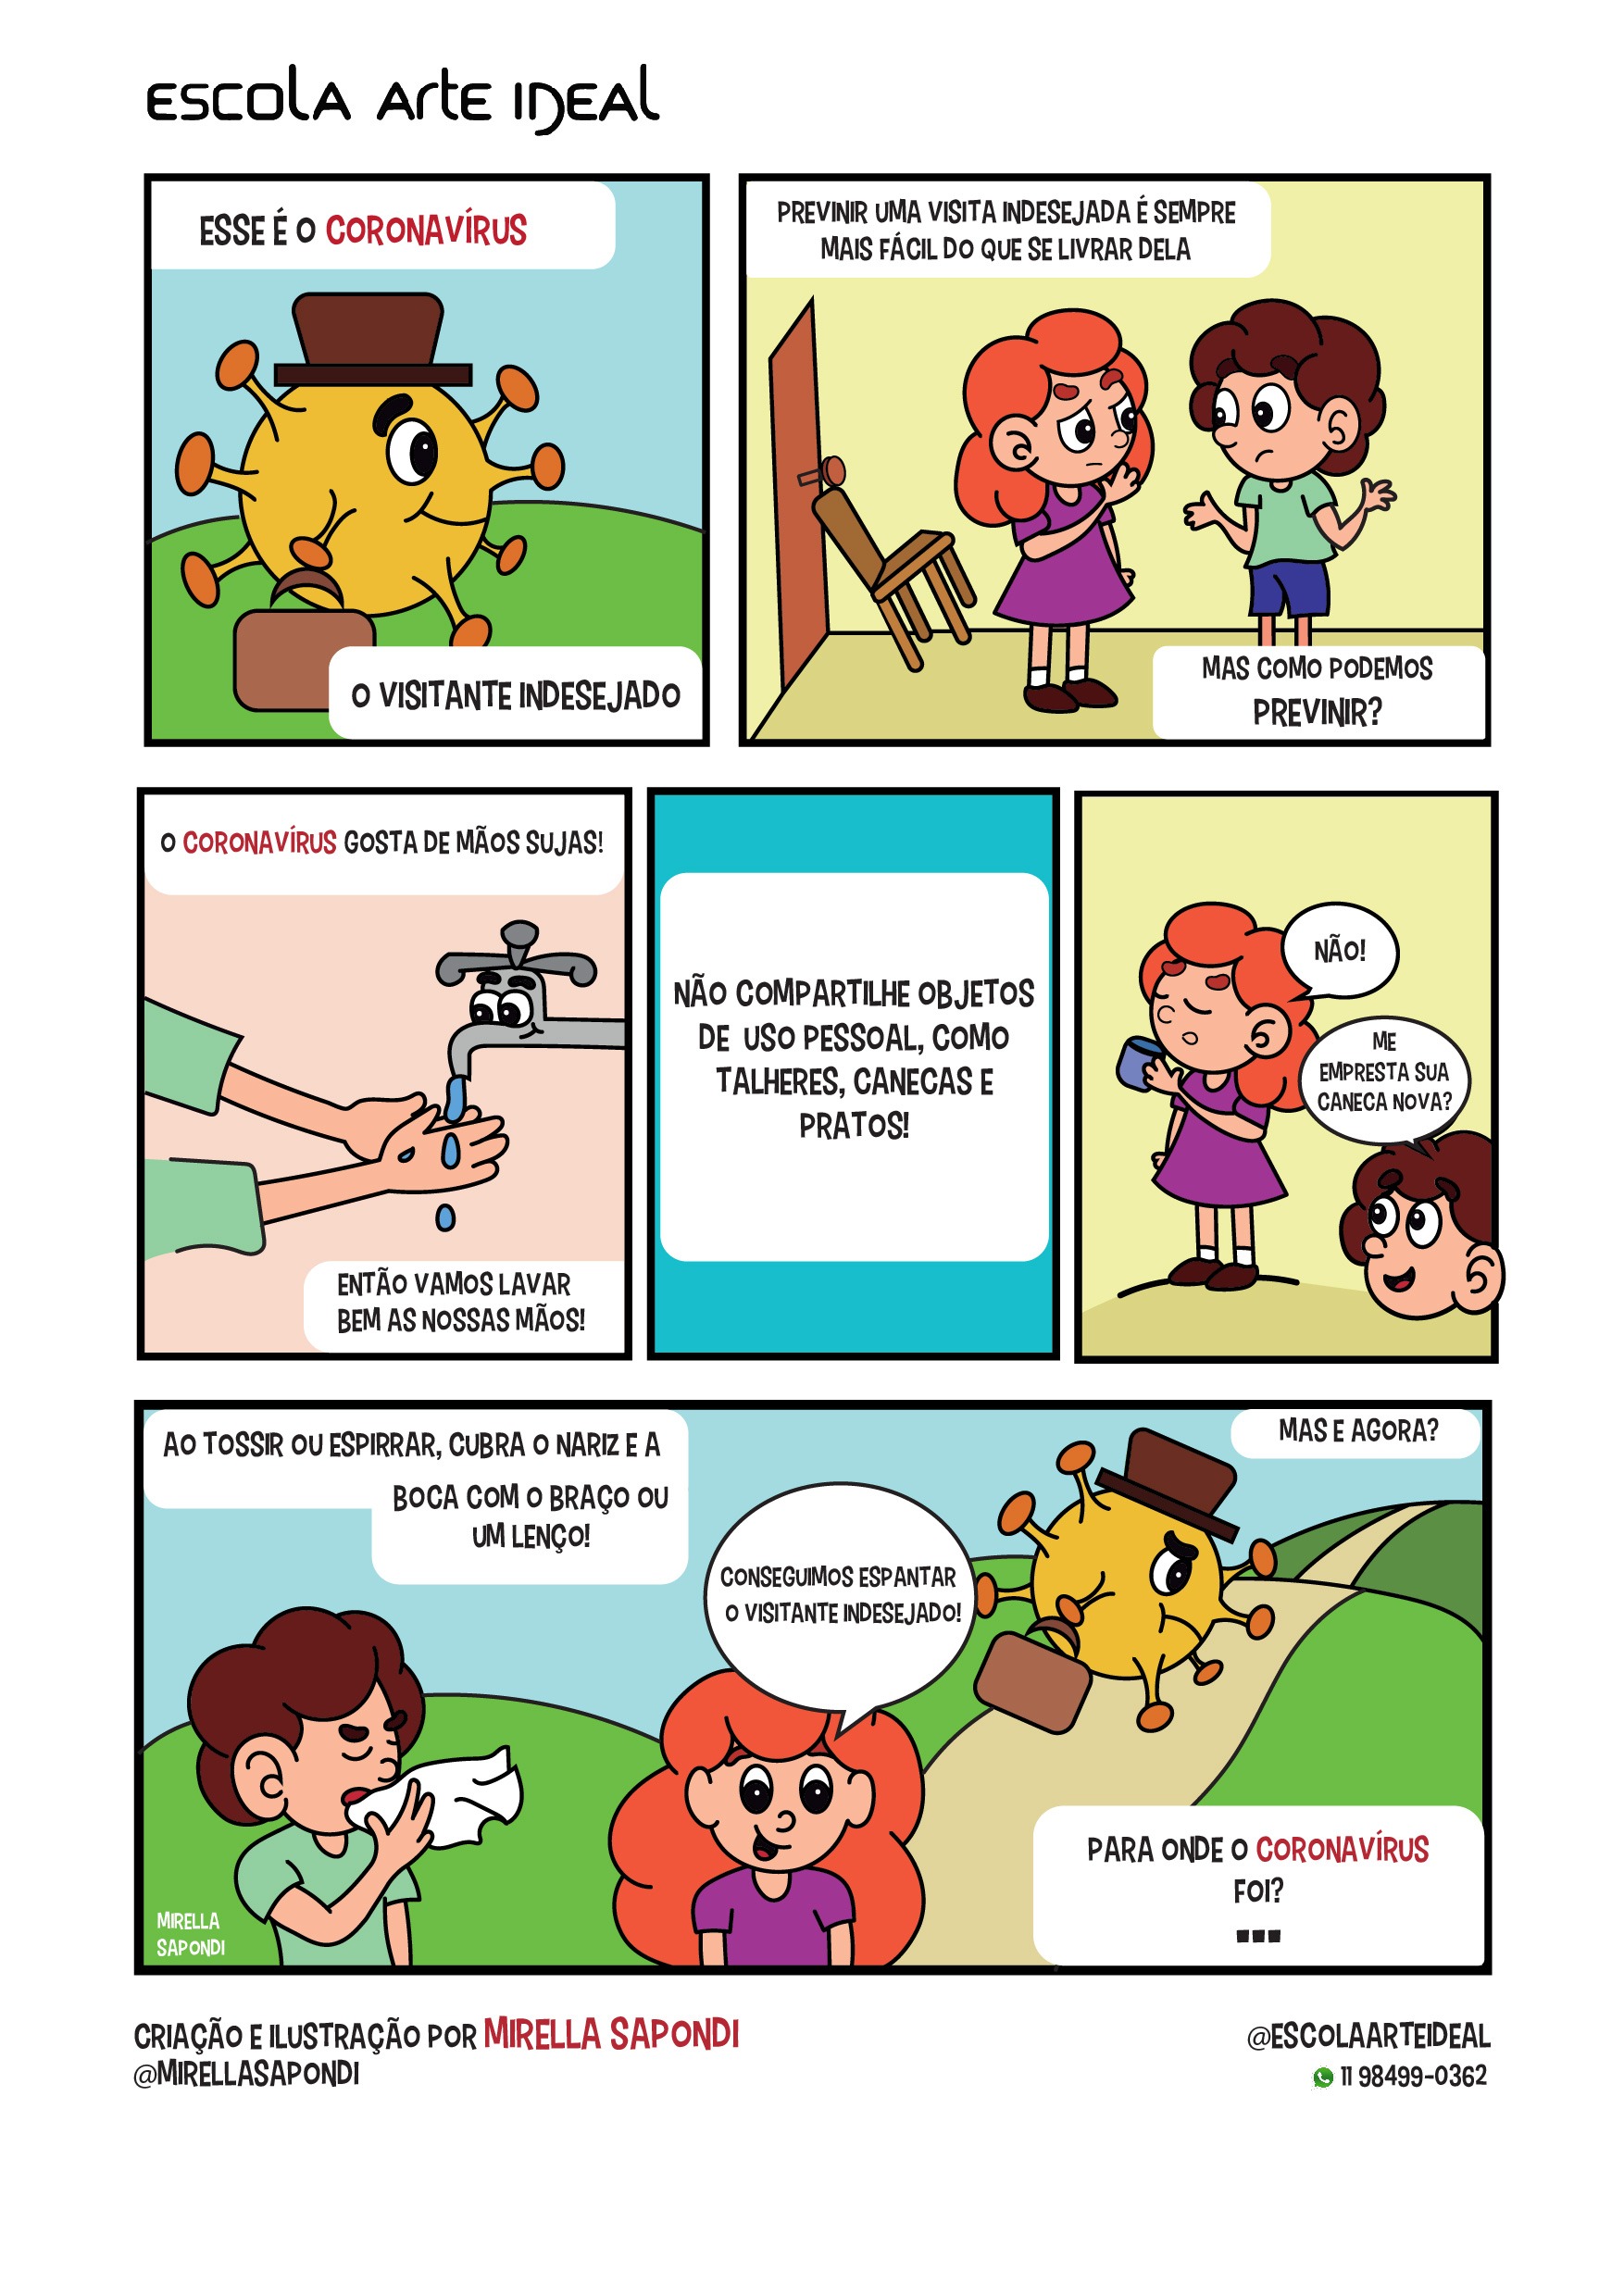 ESCOLA ARTE IDEAL
ESSE É O CORONAVÍRUS
O VISITANTE INDESEJADO
PREVINIR UMA VISITA INDESEJADA É SEMPRE
MAIS FÁCIL DO QUE SE LIVRAR DELA
MAS COMO PODEMOS
PREVINIR?
O CORONAVÍRUS GOSTA DE MÃOS SUJAS!
ENTÃO VAMOS LAVAR
BEM AS NOSSAS MÃOS!
NÃO COMPARTILHE OBJETOS
DE USO PESSOAL, COMO
TALHERES, CANECAS E
PRATOS!
NÃO!
ME
EMPRESTA SUA
CANECA NOVA?
AO TOSSIR OU ESPIRRAR, CUBRA O NARIZ E A
BOCA COM O BRAÇO OU
UM LENÇO!
CONSEGUIMOS ESPANTAR
O VISITANTE INDESEJADO!
MAS E AGORA?
PARA ONDE O CORONAVÍRUS
FOI?
...
MIRELLA
SAPONDI
CRIAÇÃO E ILUSTRAÇÃO POR MIRELLA SAPONDI
@MIRELLASAPONDI
@ESCOLAARTEIDEAL
11 98499-0362